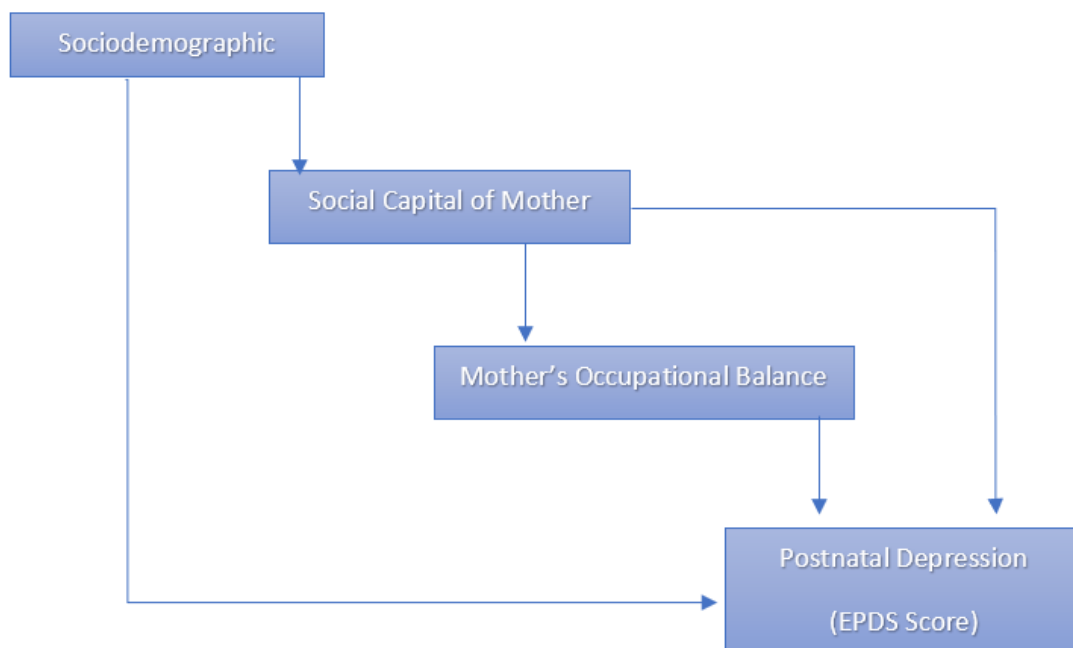 Sociodemographic
Social Capital of Mother
Mother’s Occupational Balance
Postnatal Depression
(EPDS Score)